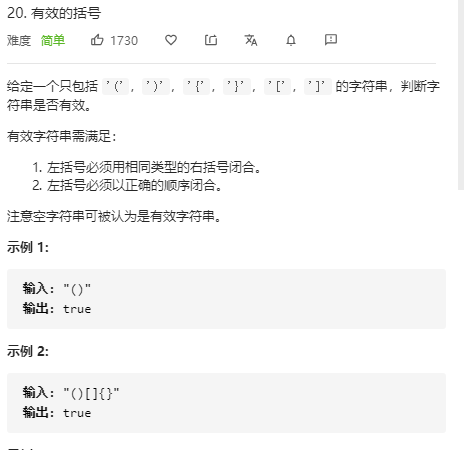 20. 有效的括号
难度 简单 1730
给定一个只包括 '(', ')', '{', '}', '[', ']' 的字符串，判断字
符串是否有效。
有效字符串需满足：
1. 左括号必须用相同类型的右括号闭合。
2. 左括号必须以正确的顺序闭合。
注意空字符串可被认为是有效字符串。
示例 1:
输入: "()"
输出: true
示例 2:
输入: "()[]{}"
输出: true